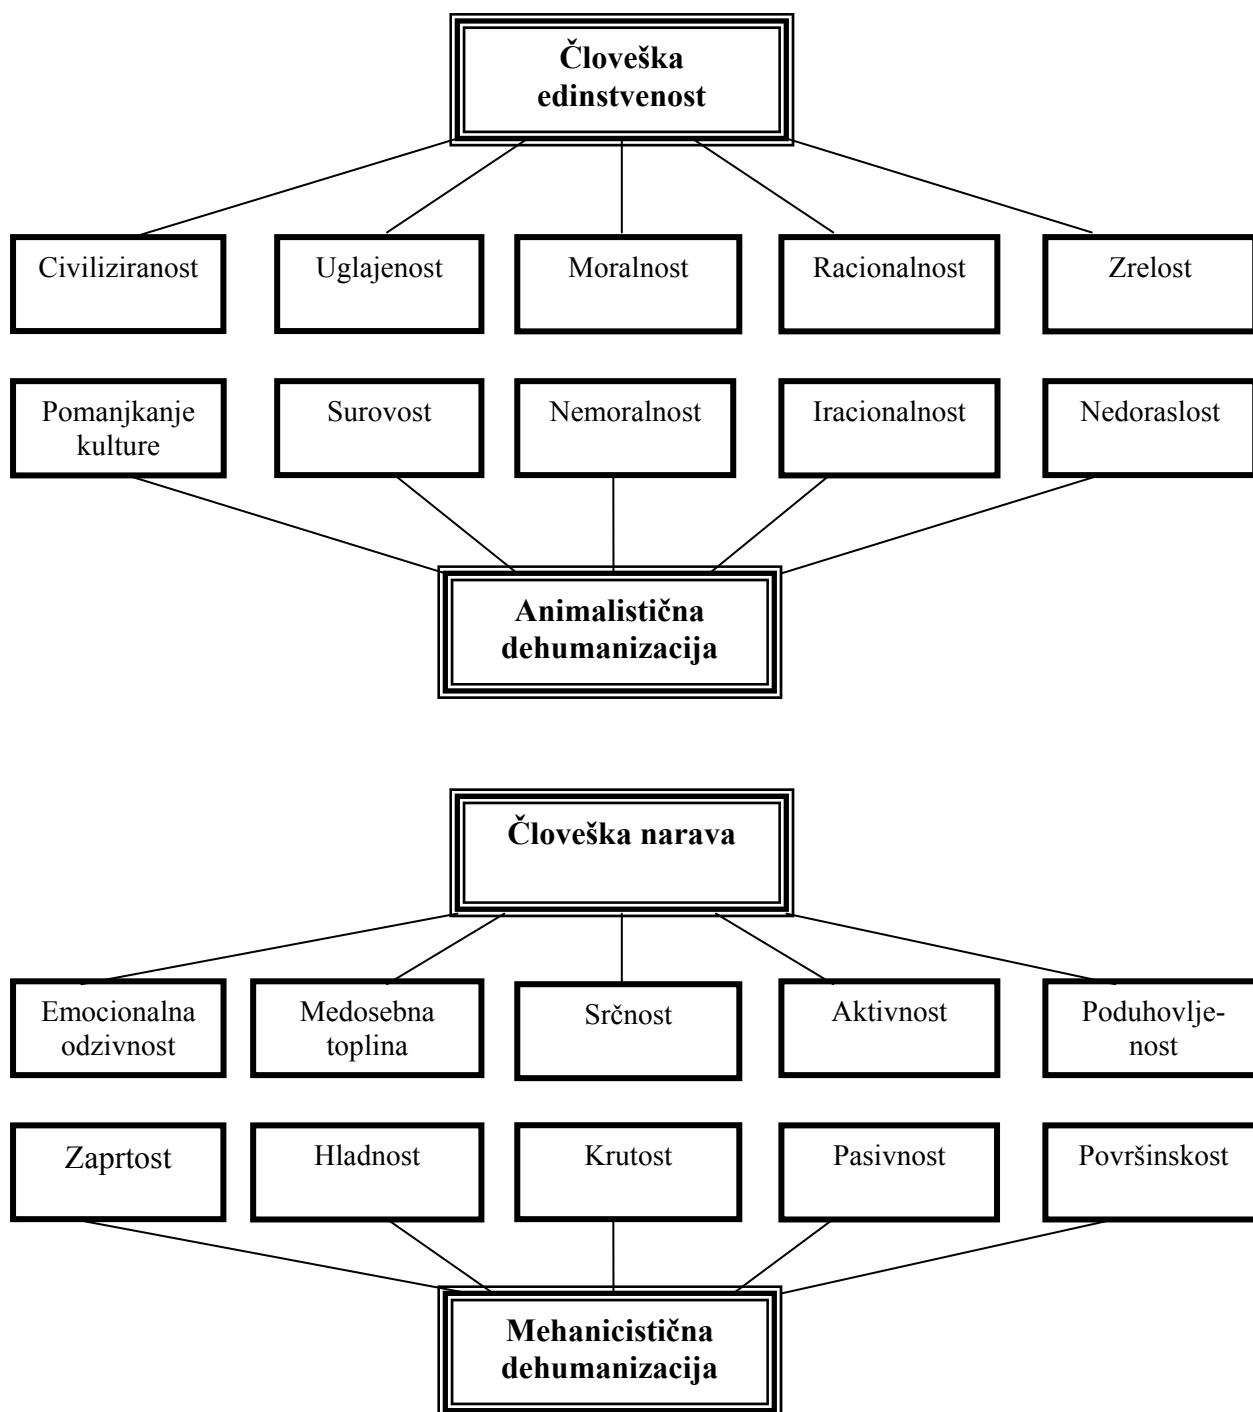 Človeška
edinstvenost
Civiliziranost
Uglajenost
Moralnost
Racionalnost
Zrelost
Pomanjkanje
kulture
Surovost
Nemoralnost
Iracionalnost
Nedoraslost
Animalistična
dehumanizacija
Človeška narava
Emocionalna
odzivnost
Medosebna
toplina
Srčnost
Aktivnost
Poduhovlje-
nost
Zaprtost
Hladnost
Krutost
Pasivnost
Površinskost
Mehanicistična
dehumanizacija